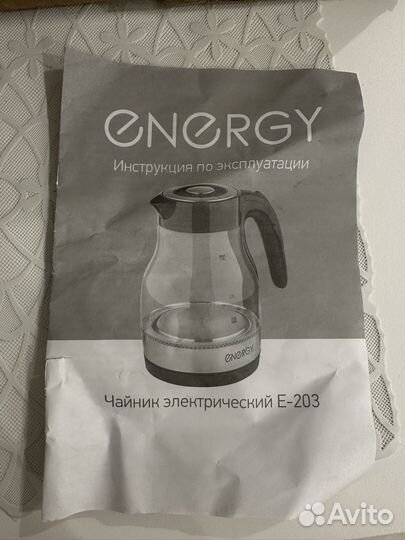 eNeRGY
Инструкция по эксплуатации
eNeRGY
Чайник электрический E-203
Avito